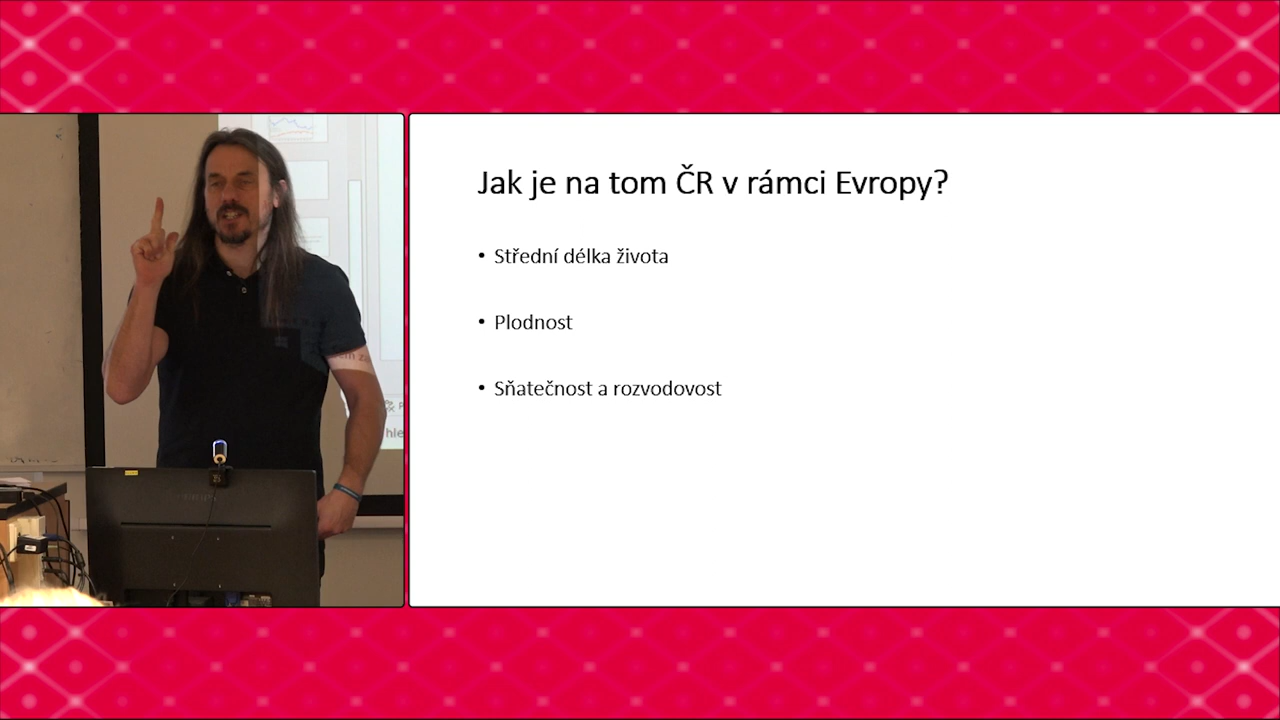 Jak je na tom ČR v rámci Evropy?
• Střední délka života
• Plodnost
• Sňatečnost a rozvodovost